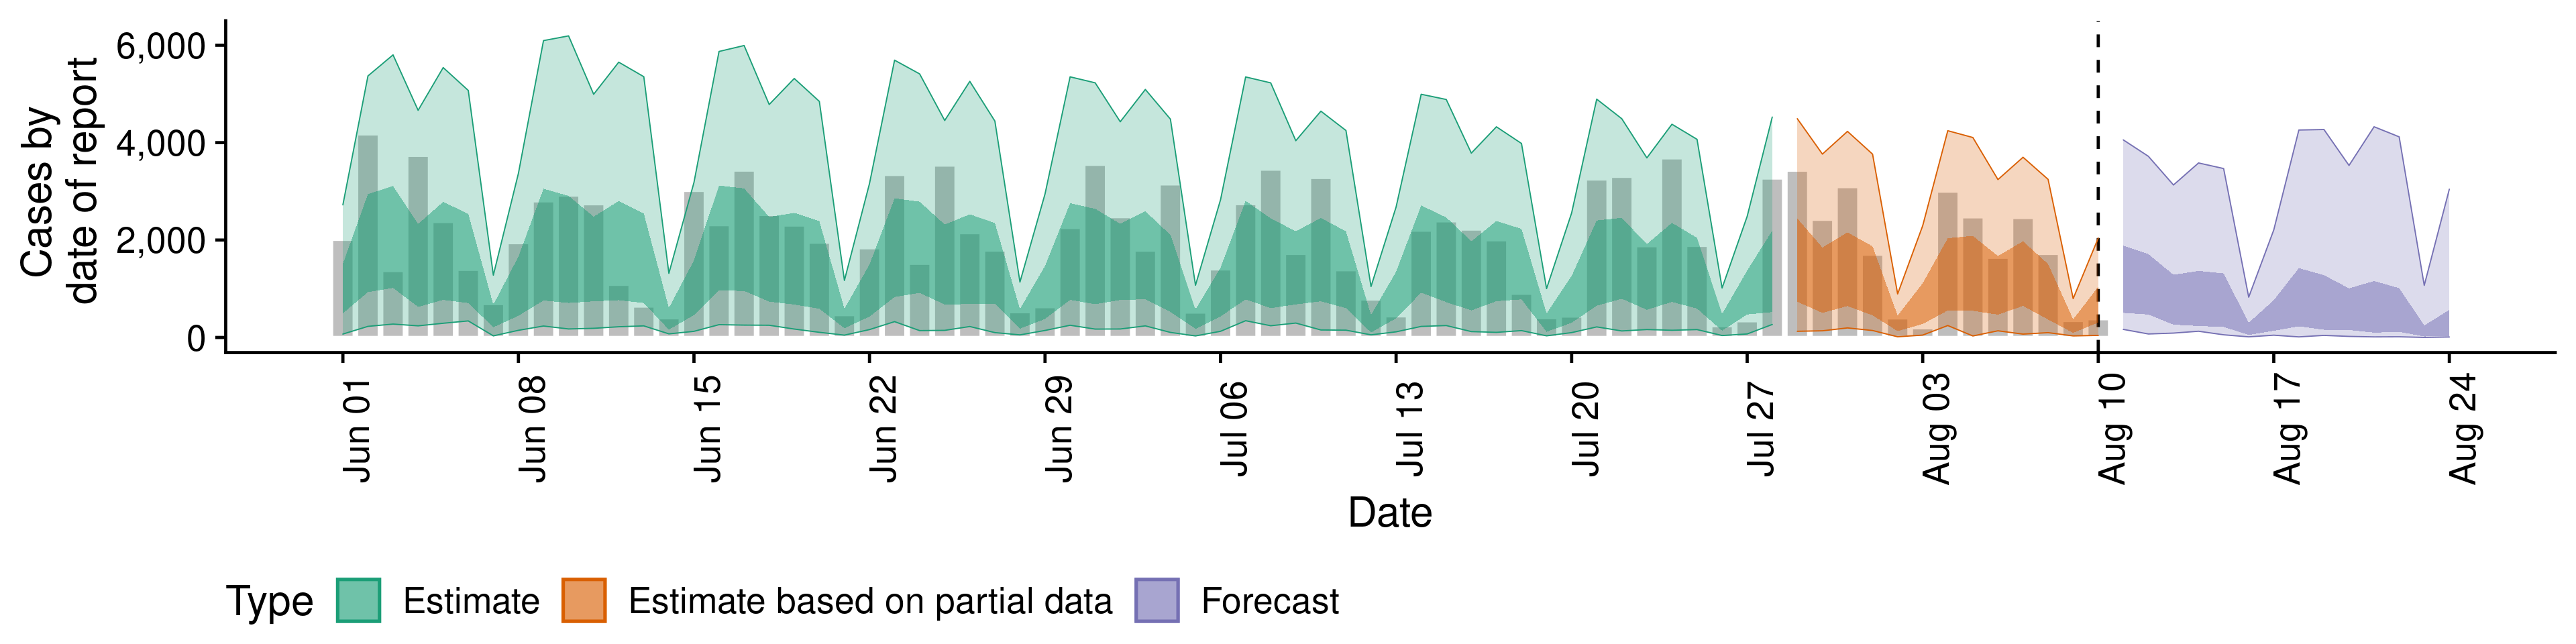 Cases by
date of report
6,000
4,000
2,000
0
Jun 01
Jun 08
Jun 15
Jun 22
Jun 29
Jul 06
Jul 13
Jul 20
Jul 27
Aug 03
Aug 10
Aug 17
Aug 24
Date
Type Estimate Estimate based on partial data Forecast